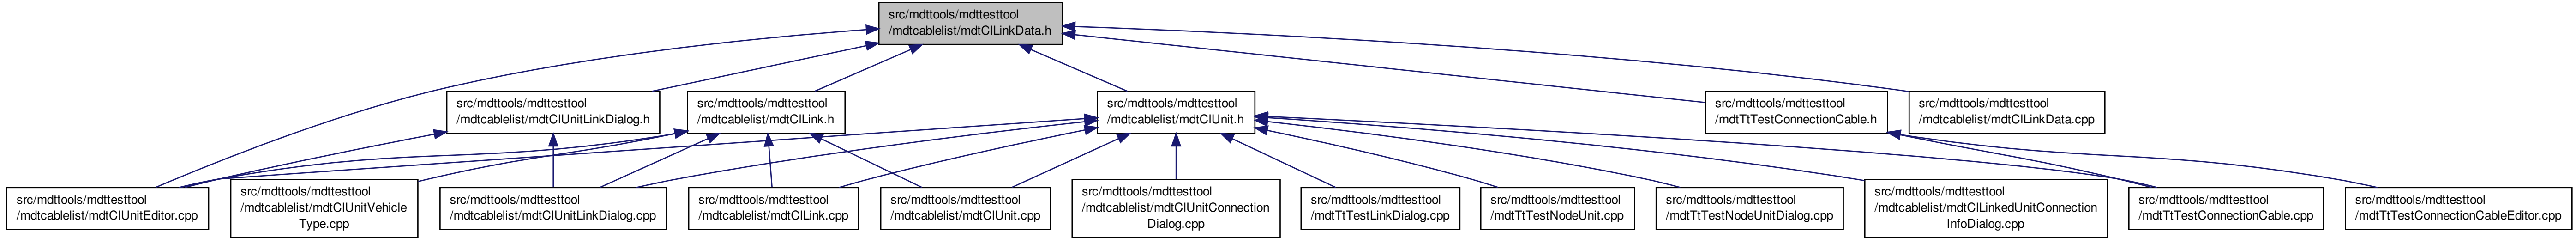 src/mdttools/mdttesttool
/mdtcablelist/mdtClLinkData.h
src/mdttools/mdttesttool
/mdtcablelist/mdtClUnitLinkDialog.h
src/mdttools/mdttesttool
/mdtcablelist/mdtClLink.h
src/mdttools/mdttesttool
/mdtcablelist/mdtClUnit.h
src/mdttools/mdttesttool
/mdtTtTestConnectionCable.h
src/mdttools/mdttesttool
/mdtcablelist/mdtClLinkData.cpp
src/mdttools/mdttesttool
/mdtcablelist/mdtClUnitEditor.cpp
src/mdttools/mdttesttool
/mdtcablelist/mdtClUnitVehicle
Type.cpp
src/mdttools/mdttesttool
/mdtcablelist/mdtClUnitLinkDialog.cpp
src/mdttools/mdttesttool
/mdtcablelist/mdtClLink.cpp
src/mdttools/mdttesttool
/mdtcablelist/mdtClUnit.cpp
src/mdttools/mdttesttool
/mdtcablelist/mdtClUnitConnection
Dialog.cpp
src/mdttools/mdttesttool
/mdtTtTestLinkDialog.cpp
src/mdttools/mdttesttool
/mdtTtTestNodeUnit.cpp
src/mdttools/mdttesttool
/mdtTtTestNodeUnitDialog.cpp
src/mdttools/mdttesttool
/mdtcablelist/mdtClLinkedUnitConnection
InfoDialog.cpp
src/mdttools/mdttesttool
/mdtTtTestConnectionCable.cpp
src/mdttools/mdttesttool
/mdtTtTestConnectionCableEditor.cpp